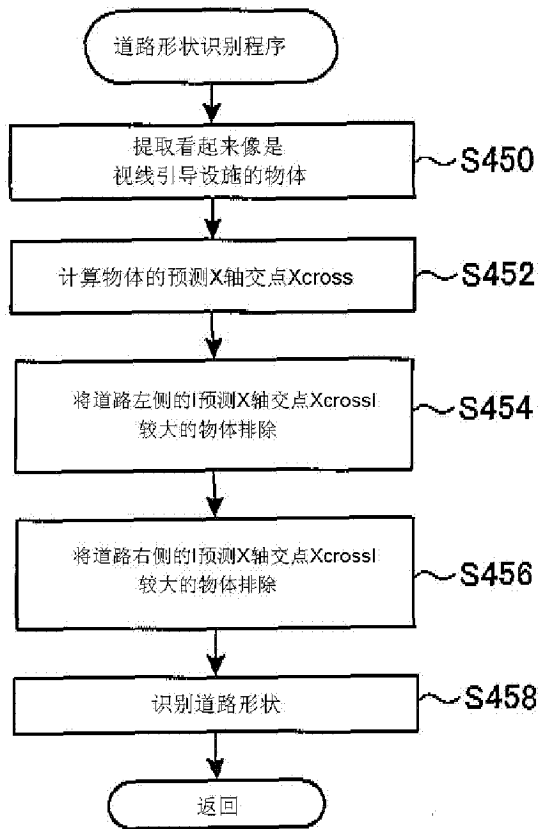 道路形状识别程序
提取看起来像是
视线引导设施的物体
S450
计算物体的预测X轴交点Xcross
S452
将道路左侧的|预测X轴交点Xcross|
较大的物体排除
S454
将道路右侧的|预测X轴交点Xcross|
较大的物体排除
S456
识别道路形状
S458
返回